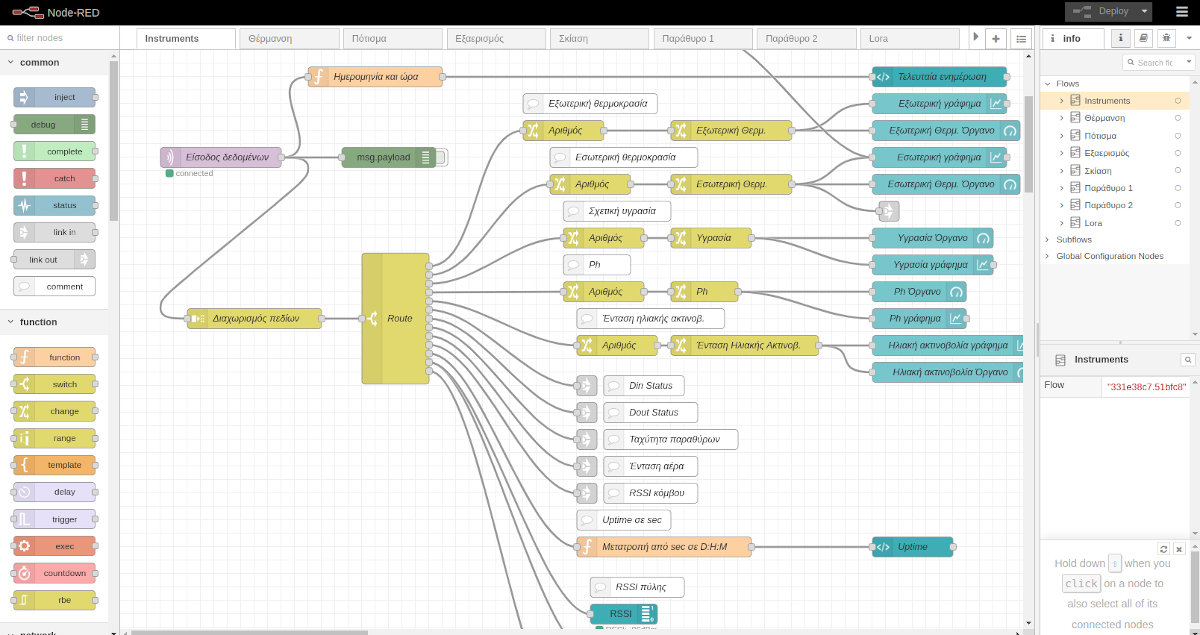 Node-RED
Deploy
filter nodes
Instruments
Θέρμανση
Πότισμα
Εξαερισμός
Σκίαση
Παράθυρο 1
Παράθυρο 2
Lora
info
common
inject
debug
complete
catch
status
link in
link out
comment
function
function
switch
change
range
template
delay
trigger
exec
countdown
rbe
network
Ημερομηνία και ώρα
Τελευταία ενημέρωση
Εξωτερική θερμοκρασία
Εξωτερική γράφημα
Αριθμός
Εξωτερική Θερμ.
Εξωτερική Θερμ. Όργανο
Είσοδος δεδομένων
connected
msg.payload
Εσωτερική θερμοκρασία
Εσωτερική γράφημα
Αριθμός
Εσωτερική Θερμ.
Εσωτερική Θερμ. Όργανο
Σχετική υγρασία
Αριθμός
Υγρασία
Υγρασία Όργανο
Ph
Υγρασία γράφημα
Αριθμός
Ph
Ph Όργανο
Διαχωρισμός πεδίων
Route
Ένταση ηλιακής ακτινοβ.
Ph γράφημα
Αριθμός
Ένταση Ηλιακής Ακτινοβ.
Ηλιακή ακτινοβολία γράφημα
Ηλιακή ακτινοβολία Όργανο
Din Status
Dout Status
Ταχύτητα παραθύρων
Ένταση αέρα
RSSI κόμβου
Uptime σε sec
Μετατροπή από sec σε D:H:M
Uptime
RSSI πύλης
RSSI
Search flc
Flows
Instruments
Θέρμανση
Πότισμα
Εξαερισμός
Σκίαση
Παράθυρο 1
Παράθυρο 2
Lora
Subflows
Global Configuration Nodes
Instruments
Flow
"331e38c7.51bfc8"
Hold down ⇧ when you
click on a node to
also select all of its
connected nodes